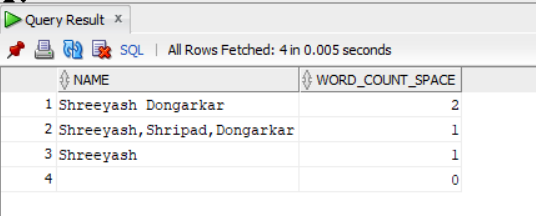 Query Result x
SQL | All Rows Fetched: 4 in 0.005 seconds
NAME WORD_COUNT_SPACE
1 Shreeyash Dongarkar 2
2 Shreeyash,Shripad,Dongarkar 1
3 Shreeyash 1
4 0